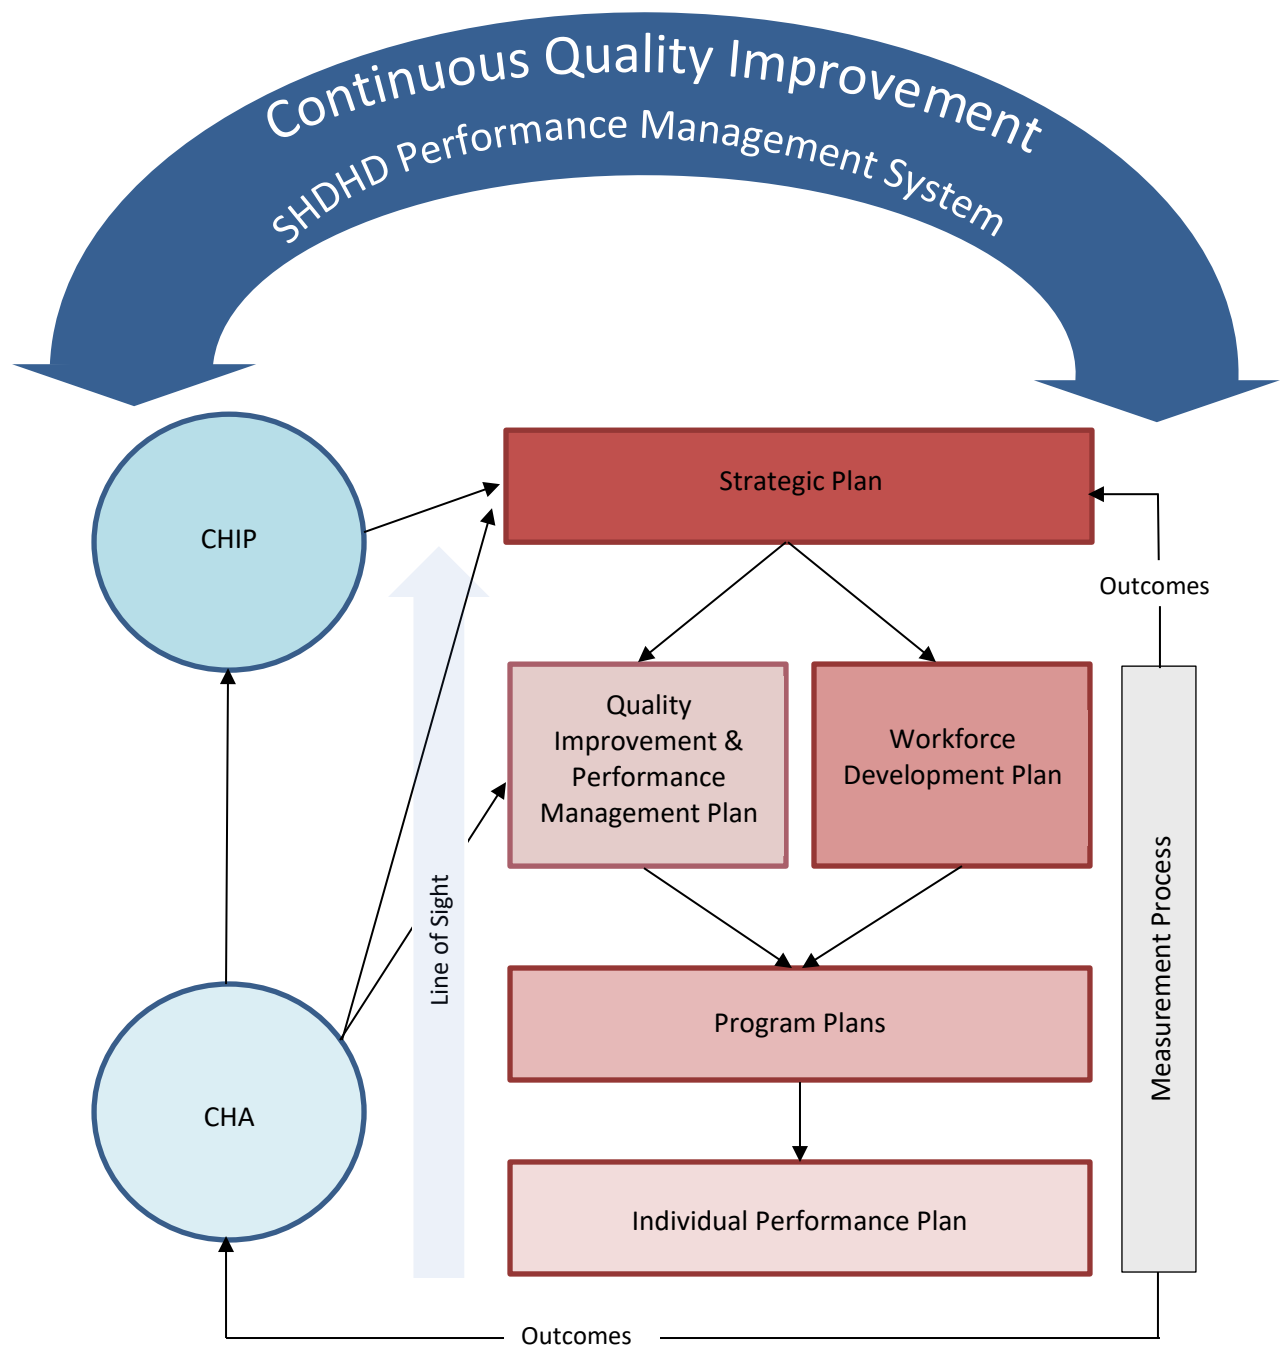 Continuous Quality Improvement
SHDHD Performance Management System
CHIP
Strategic Plan
Outcomes
Quality
Improvement &
Performance
Management Plan
Workforce
Development Plan
Line of Sight
Measurement Process
Program Plans
CHA
Individual Performance Plan
Outcomes